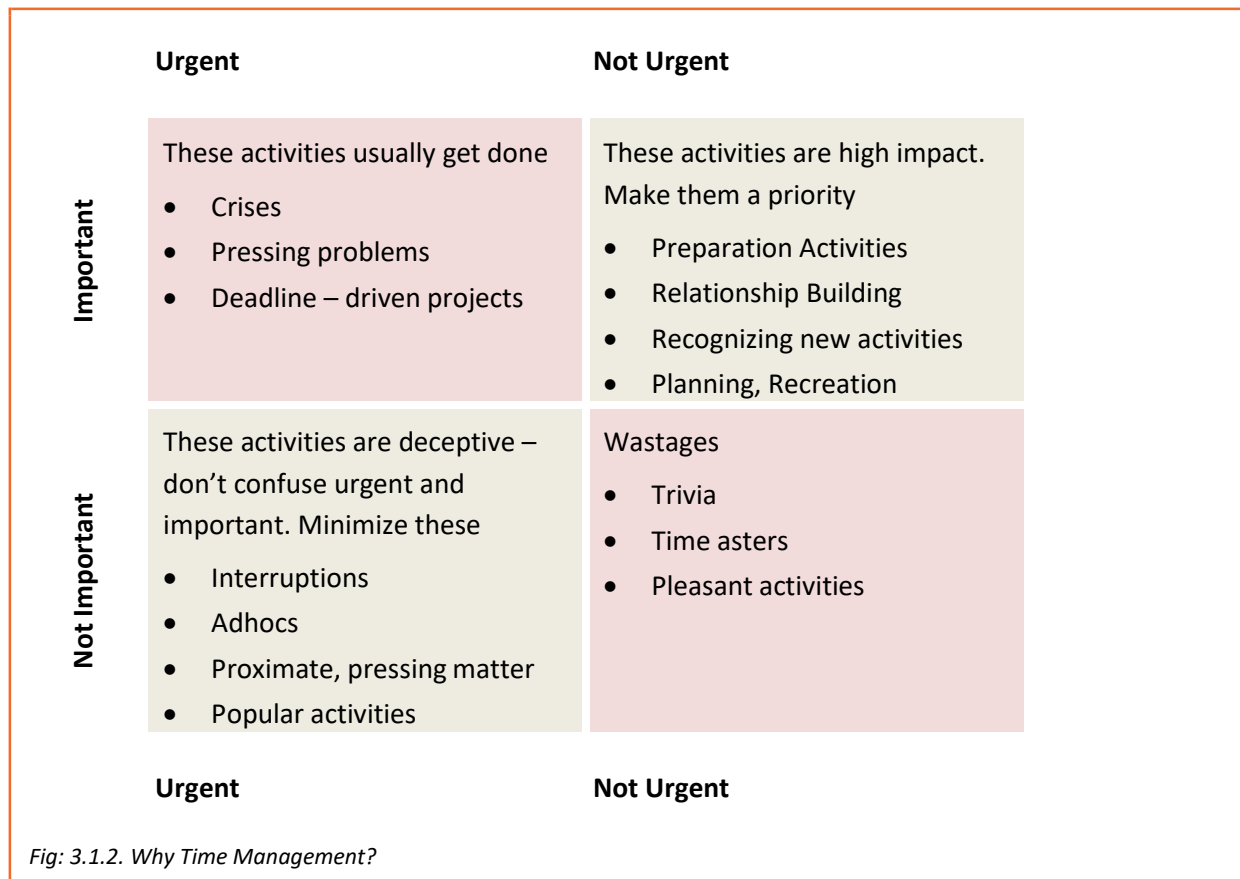 Urgent
Not Urgent
Important
These activities usually get done
• Crises
• Pressing problems
• Deadline – driven projects
These activities are high impact.
Make them a priority
• Preparation Activities
• Relationship Building
• Recognizing new activities
• Planning, Recreation
Not Important
These activities are deceptive –
don’t confuse urgent and
important. Minimize these
• Interruptions
• Adhocs
• Proximate, pressing matter
• Popular activities
Wastages
• Trivia
• Time asters
• Pleasant activities
Urgent
Not Urgent
Fig: 3.1.2. Why Time Management?